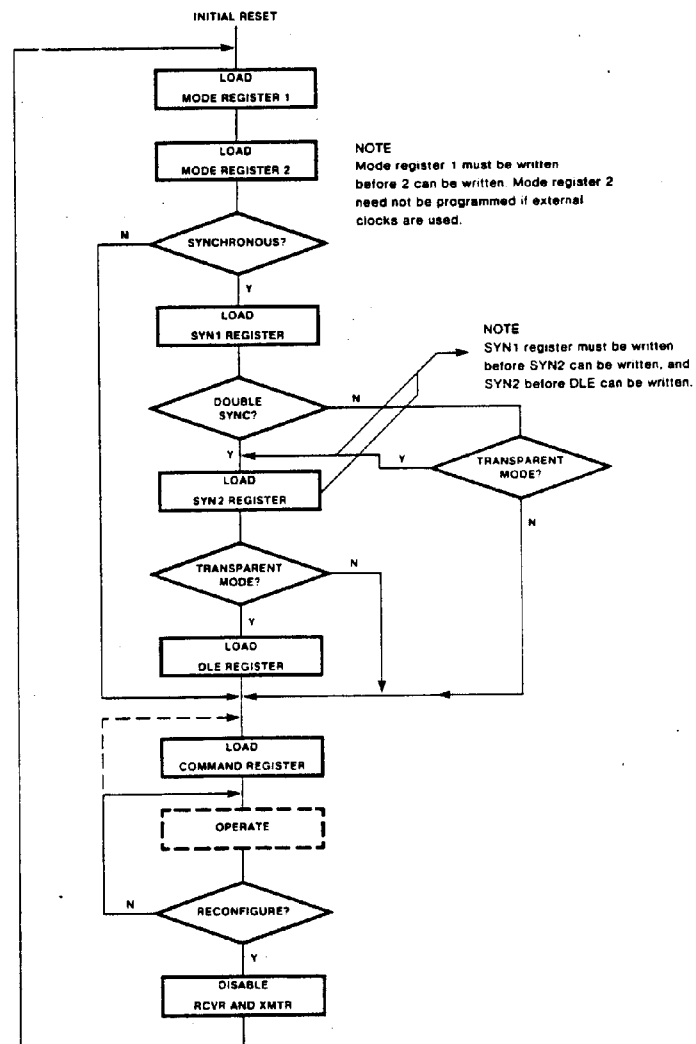 INITIAL RESET
LOAD
MODE REGISTER 1
LOAD
MODE REGISTER 2
NOTE
Mode register 1 must be written
before 2 can be written. Mode register 2
need not be programmed if external
clocks are used.
N
SYNCHRONOUS?
Y
LOAD
SYN1 REGISTER
NOTE
SYN1 register must be written
before SYN2 can be written, and
SYN2 before DLE can be written.
DOUBLE
SYNC?
N
Y
Y
TRANSPARENT
MODE?
LOAD
SYN2 REGISTER
N
TRANSPARENT
MODE?
N
Y
LOAD
DLE REGISTER
LOAD
COMMAND REGISTER
OPERATE
N
RECONFIGURE?
Y
DISABLE
RCVR AND XMTR